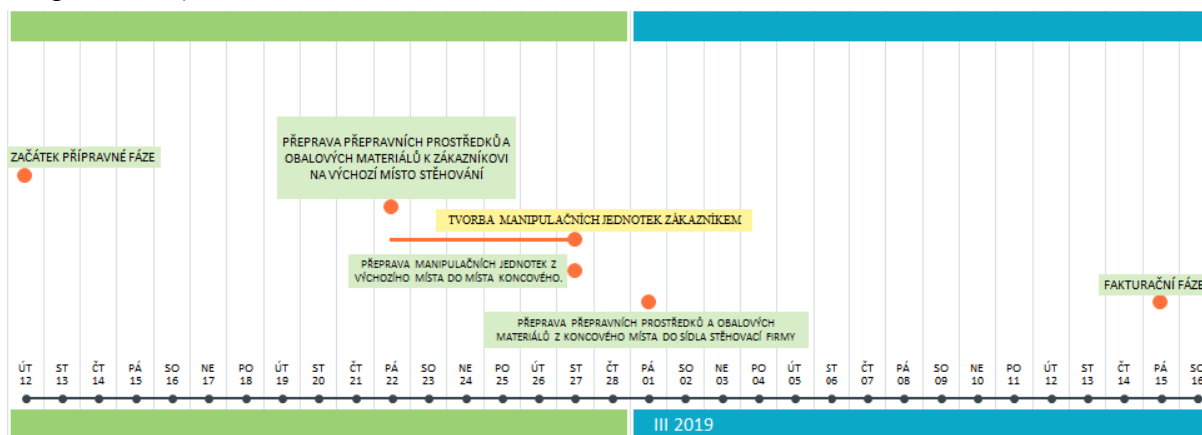 ZAČÁTEK PŘÍPRAVNÉ FÁZE
PŘEPRAVA PŘEPRAVNÍCH PROSTŘEDKŮ A
OBALOVÝCH MATERIÁLŮ K ZÁKAZNÍKOVI
NA VÝCHOZÍ MÍSTO STĚHOVÁNÍ
TVORBA MANIPULAČNÍCH JEDNOTEK ZÁKAZNÍKEM
PŘEPRAVA MANIPULAČNÍCH JEDNOTEK Z
VÝCHOZÍHO MÍSTA DO MÍSTA KONCOVÉHO.
FAKTURAČNÍ FÁZE
PŘEPRAVA PŘEPRAVNÍCH PROSTŘEDKŮ A OBALOVÝCH
MATERIÁLŮ Z KONCOVÉHO MÍSTA DO SÍDLA STĚHOVACÍ FIRMY
ÚT ST ČT PÁ SO NE PO ÚT ST ČT PÁ SO NE PO ÚT ST ČT PÁ SO NE PO ÚT ST ČT PÁ SO NE PO ÚT ST ČT PÁ SO
12 13 14 15 16 17 18 19 20 21 22 23 24 25 26 27 28 01 02 03 04 05 06 07 08 09 10 11 12 13 14 15 16
III 2019